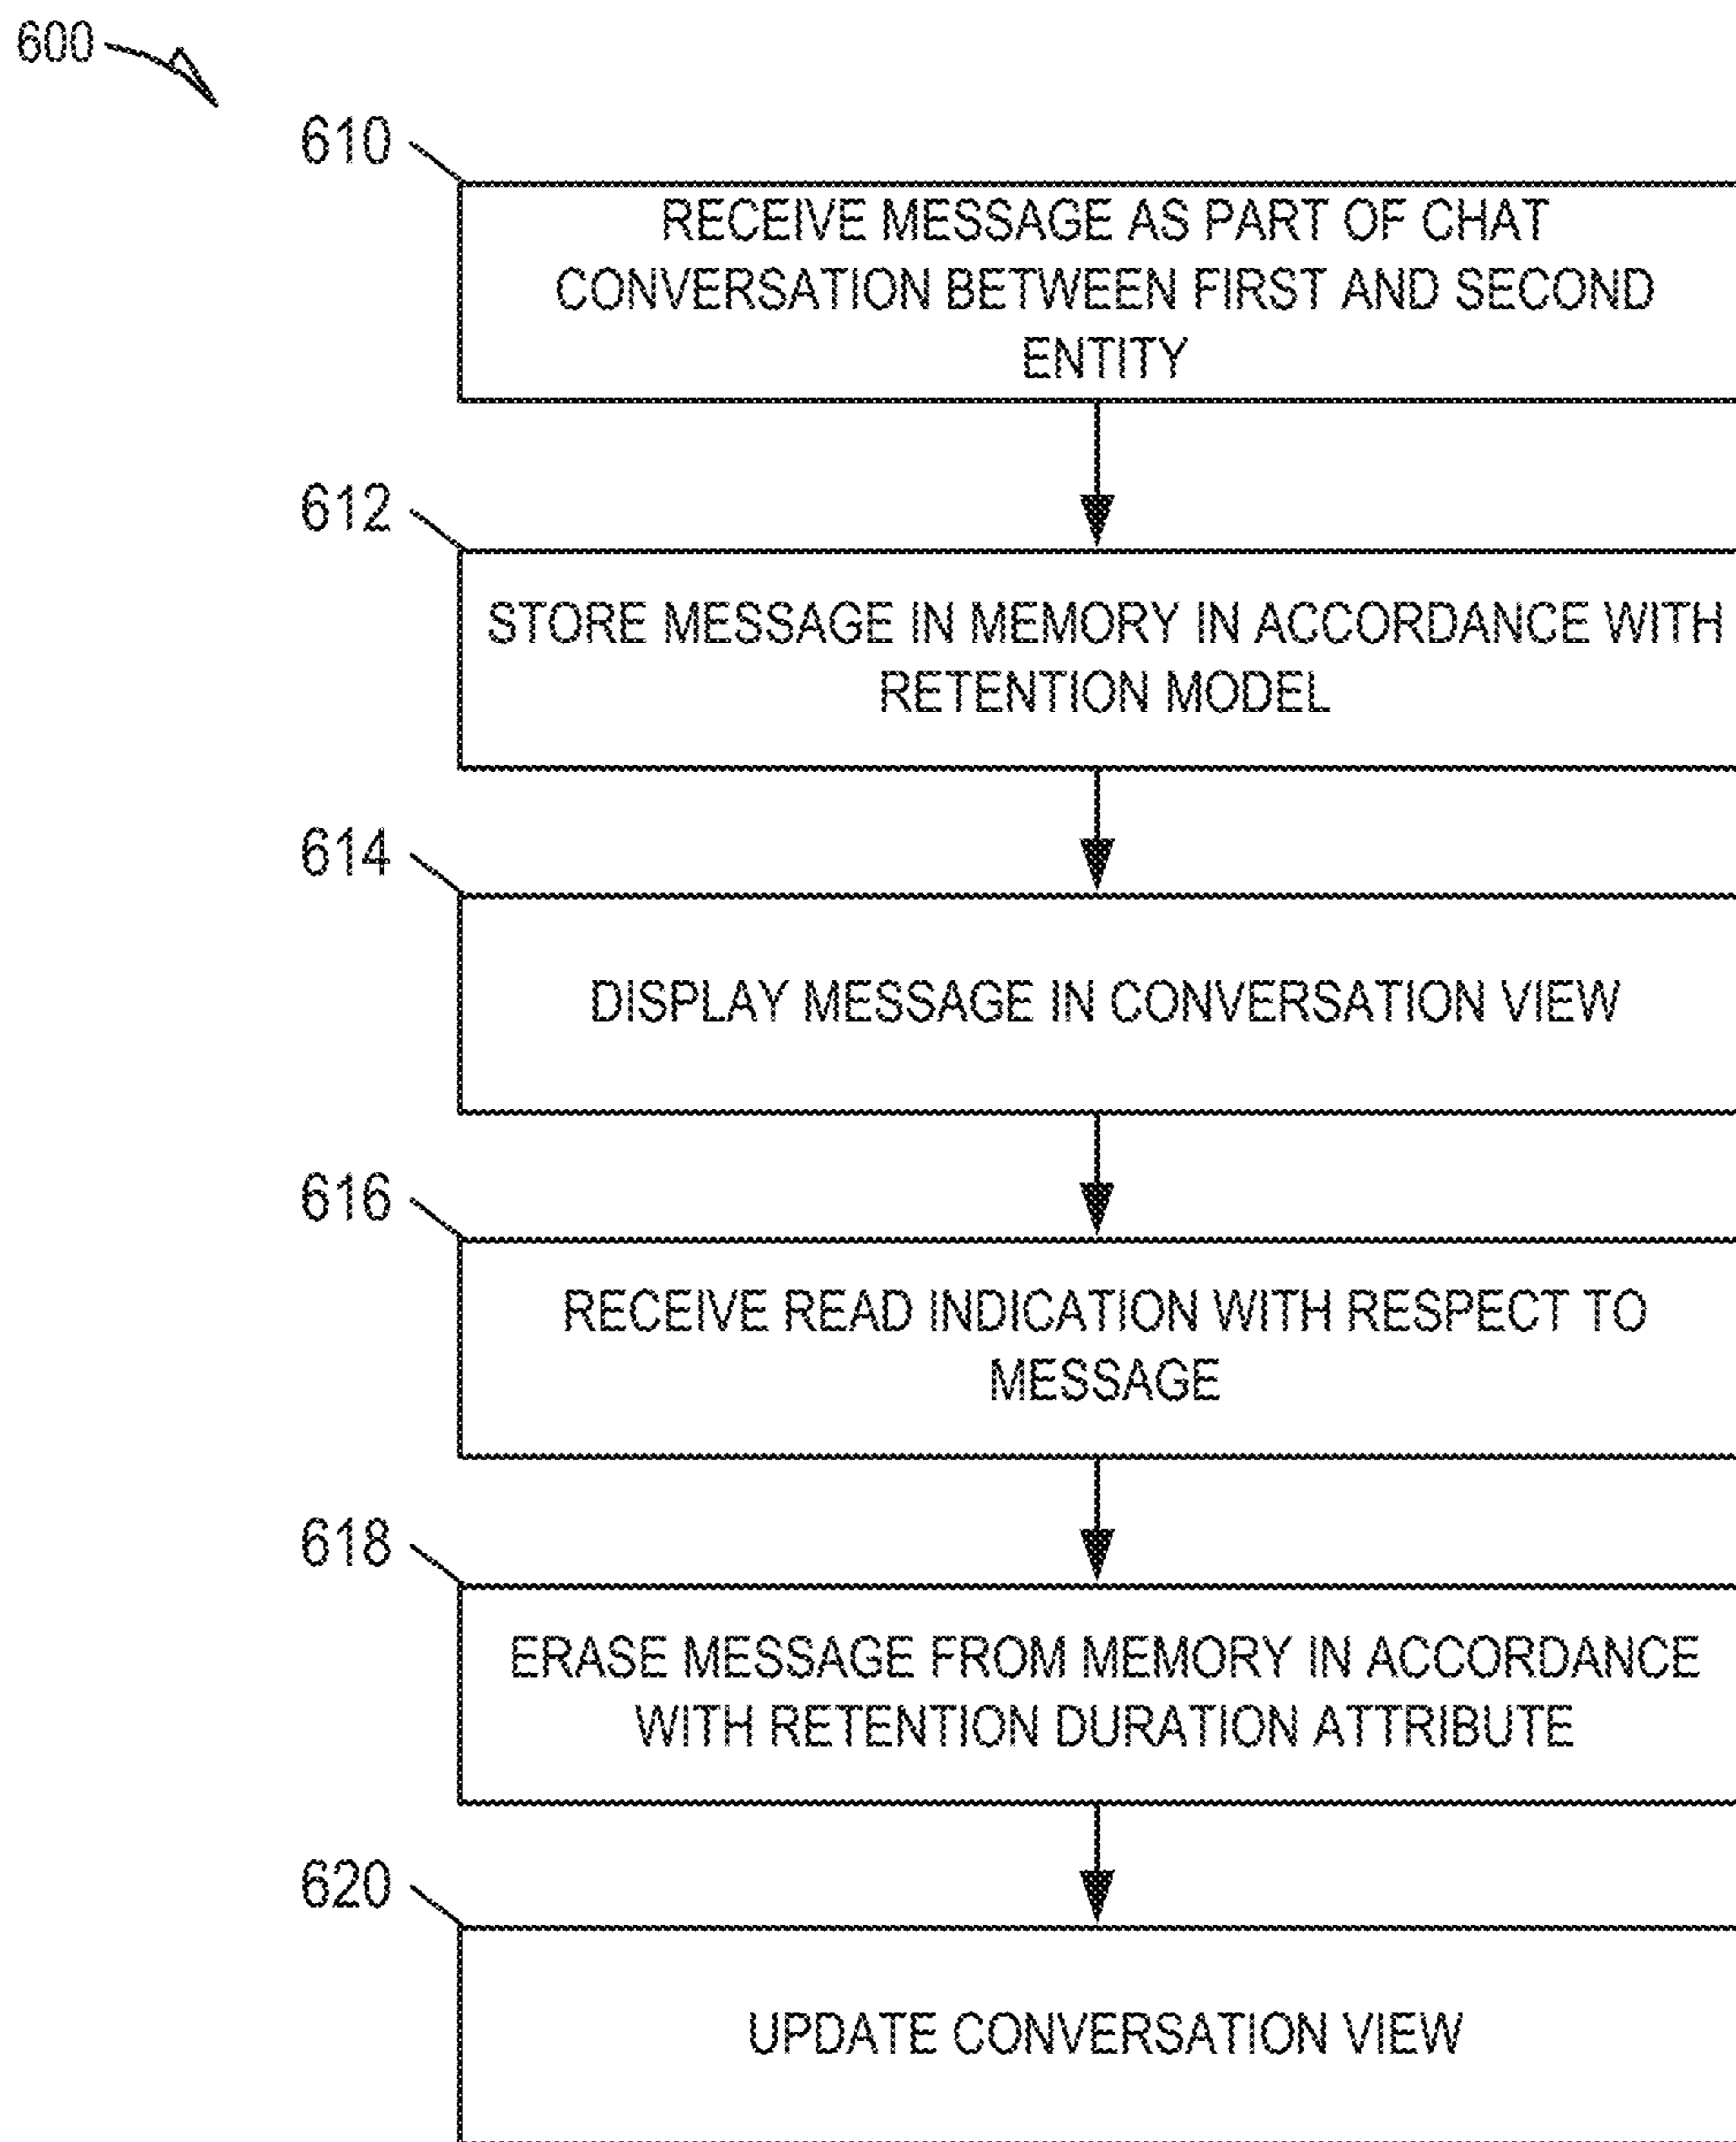 600
610
RECEIVE MESSAGE AS PART OF CHAT
CONVERSATION BETWEEN FIRST AND SECOND
ENTITY
612
STORE MESSAGE IN MEMORY IN ACCORDANCE WITH
RETENTION MODEL
614
DISPLAY MESSAGE IN CONVERSATION VIEW
616
RECEIVE READ INDICATION WITH RESPECT TO
MESSAGE
618
ERASE MESSAGE FROM MEMORY IN ACCORDANCE
WITH RETENTION DURATION ATTRIBUTE
620
UPDATE CONVERSATION VIEW